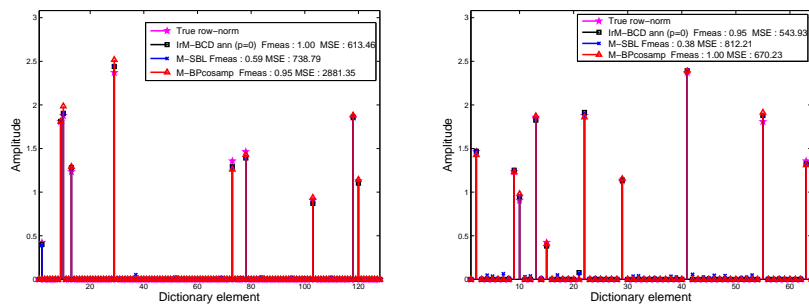 3
2.5
2
1.5
1
0.5
0
Amplitude
20 40 60 80 100 120
Dictionary element
True row-norm
IrM-BCD ann (p=0) Fmeas : 1.00 MSE : 613.46
M-SBL Fmeas : 0.59 MSE : 738.79
M-BPcosamp Fmeas : 0.95 MSE : 2881.35
3
2.5
2
1.5
1
0.5
0
Amplitude
10 20 30 40 50 60
Dictionary element
True row-norm
IrM-BCD ann (p=0) Fmeas : 0.95 MSE : 543.93
M-SBL Fmeas : 0.38 MSE : 812.21
M-BPcosamp Fmeas : 1.00 MSE : 670.23